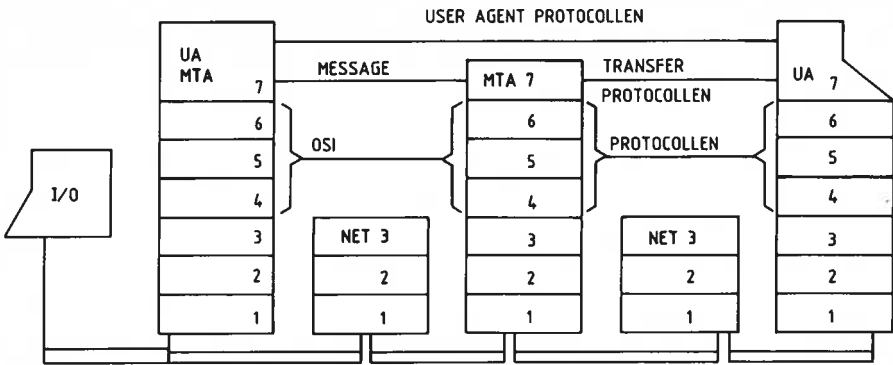 USER AGENT PROTOCOLLEN
UA
MTA 7
MESSAGE
MTA 7
TRANSFER
PROTOCOLLEN
UA 7
6
5
4
3
2
1
OSI
6
5
4
3
2
1
PROTOCOLLEN
6
5
4
3
2
1
I/O
NET 3
2
1
NET 3
2
1